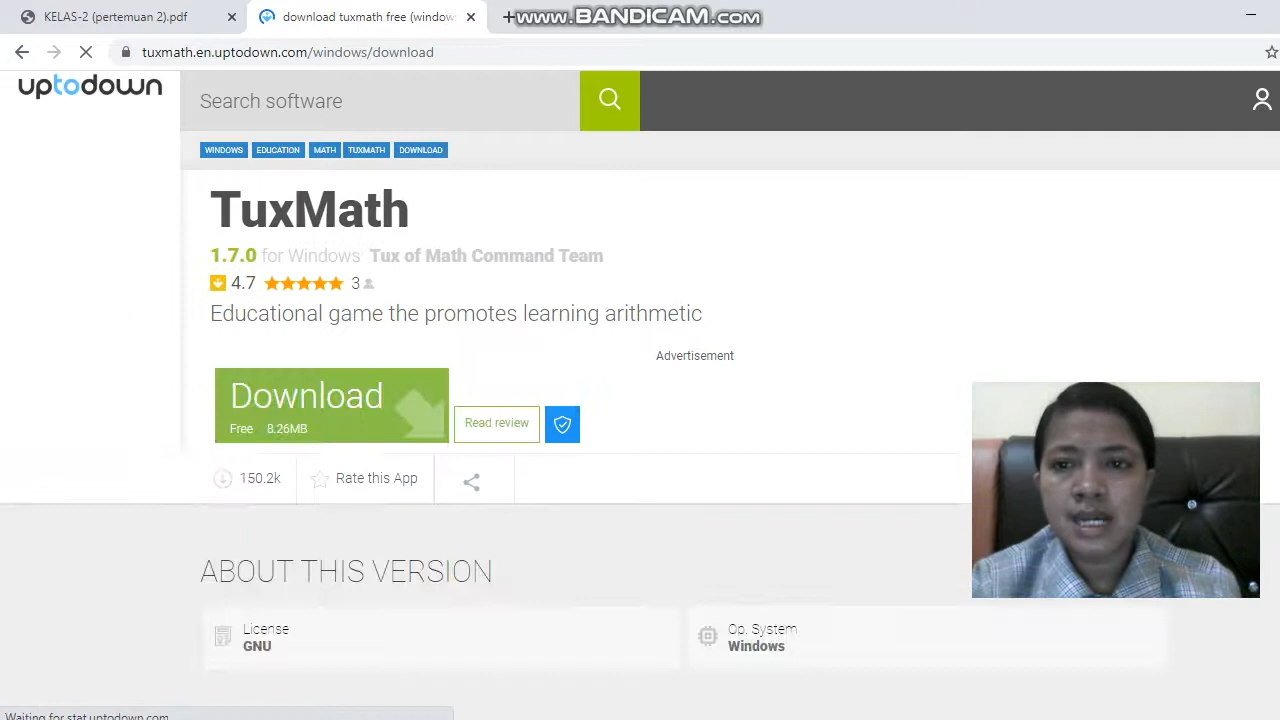 KELAS-2 (pertemuan 2).pdf
download tuxmath free (window
www.BANDICAM.com
tuxmath.en.uptodown.com/windows/download
uptodown
Search software
WINDOWS EDUCATION MATH TUXMATH DOWNLOAD
TuxMath
1.7.0 for Windows Tux of Math Command Team
4.7 3
Educational game the promotes learning arithmetic
Advertisement
Download
Free 8.26MB
Read review
150.2k Rate this App
ABOUT THIS VERSION
License
GNU
Op. System
Windows
Waiting for stat.uptodown.com